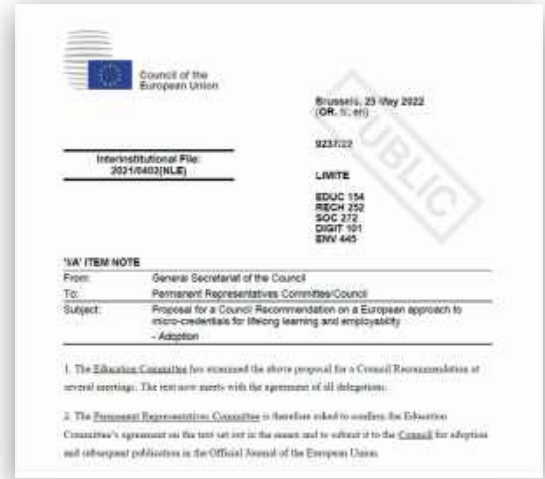 Council of the
European Union
Brussels, 23 May 2022
(OR. fr, en)
9237/22
Interinstitutional File:
2021/0402(NLE)
LIMITE
EDUC 154
RECH 252
SOC 272
DIGIT 101
ENV 445
PUBLIC
'I/A' ITEM NOTE
From: General Secretariat of the Council
To: Permanent Representatives Committee/Council
Subject: Proposal for a Council Recommendation on a European approach to
micro-credentials for lifelong learning and employability
- Adoption
1. The Education Committee has examined the above proposal for a Council Recommendation at
several meetings. The text now meets with the agreement of all delegations.
2. The Permanent Representatives Committee is therefore asked to confirm the Education
Committee's agreement on the text set out in the annex and to submit it to the Council for adoption
and subsequent publication in the Official Journal of the European Union.